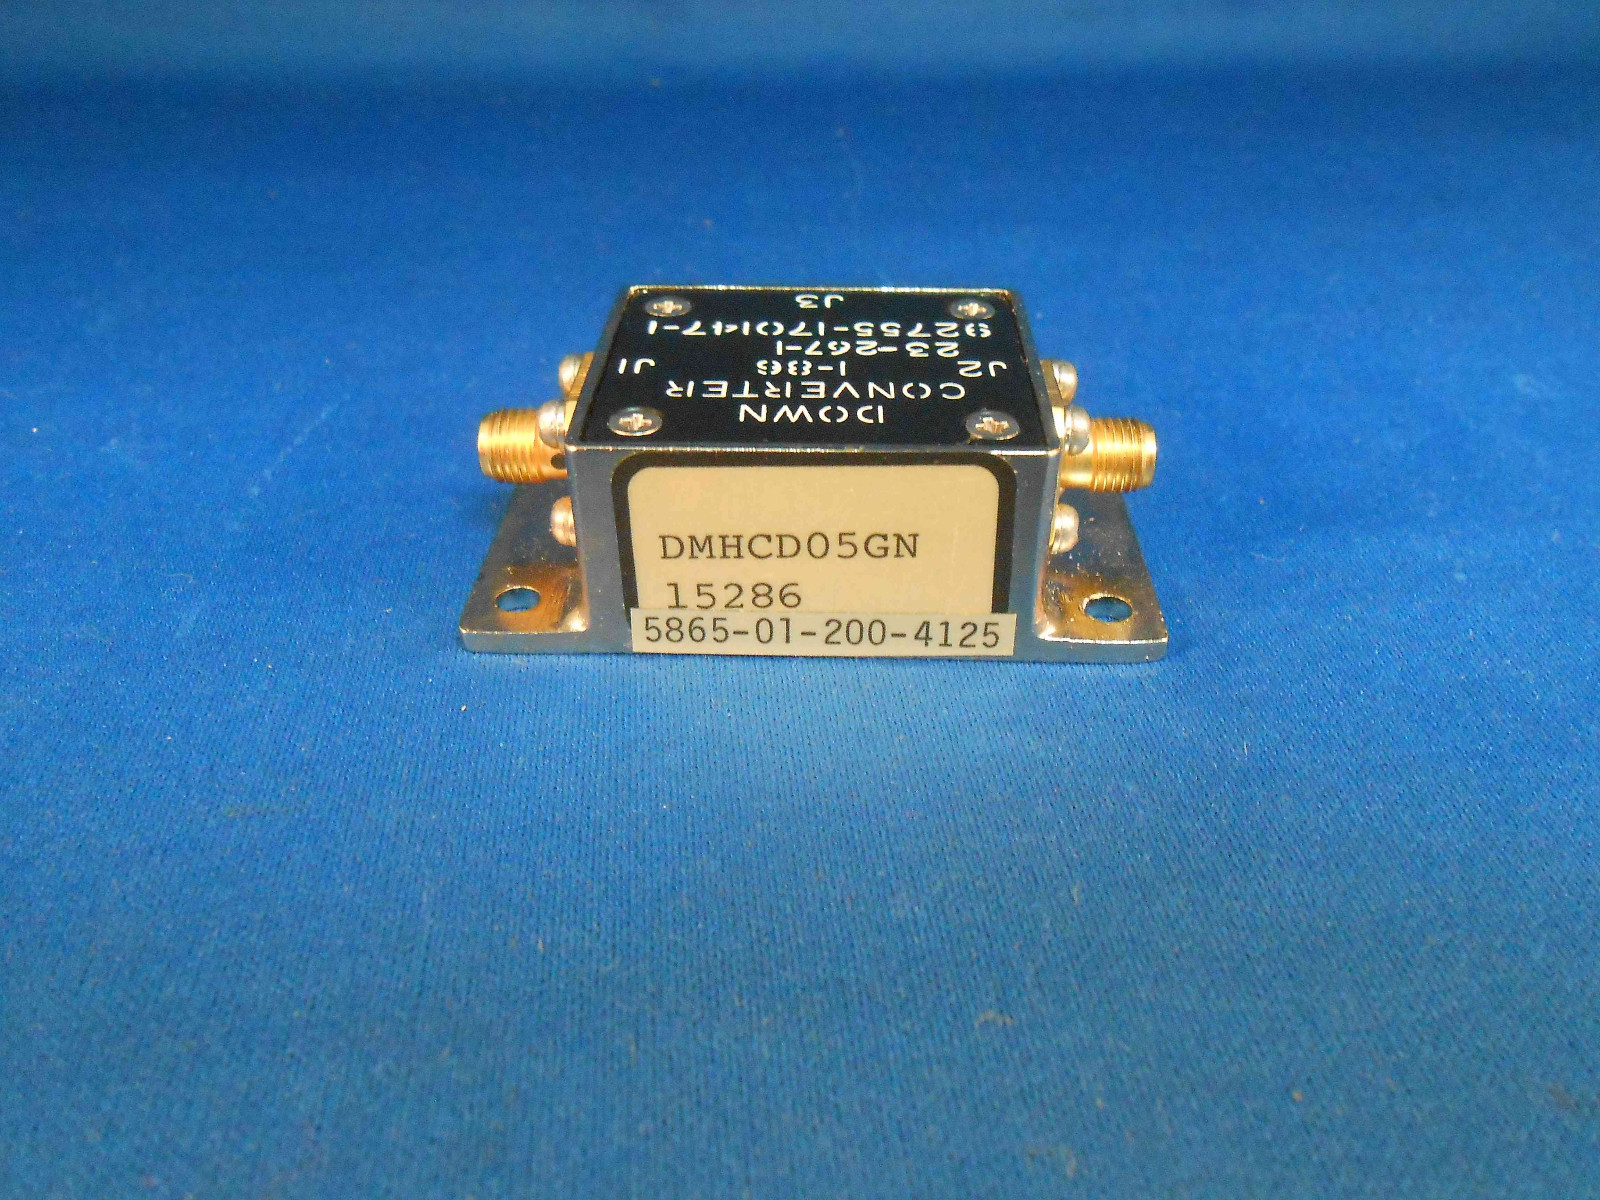 DOWN
CONVERTER
J2 1-86 J1
23-267-1
92755-170147-1
J3
DMHCD05GN
15286
5865-01-200-4125